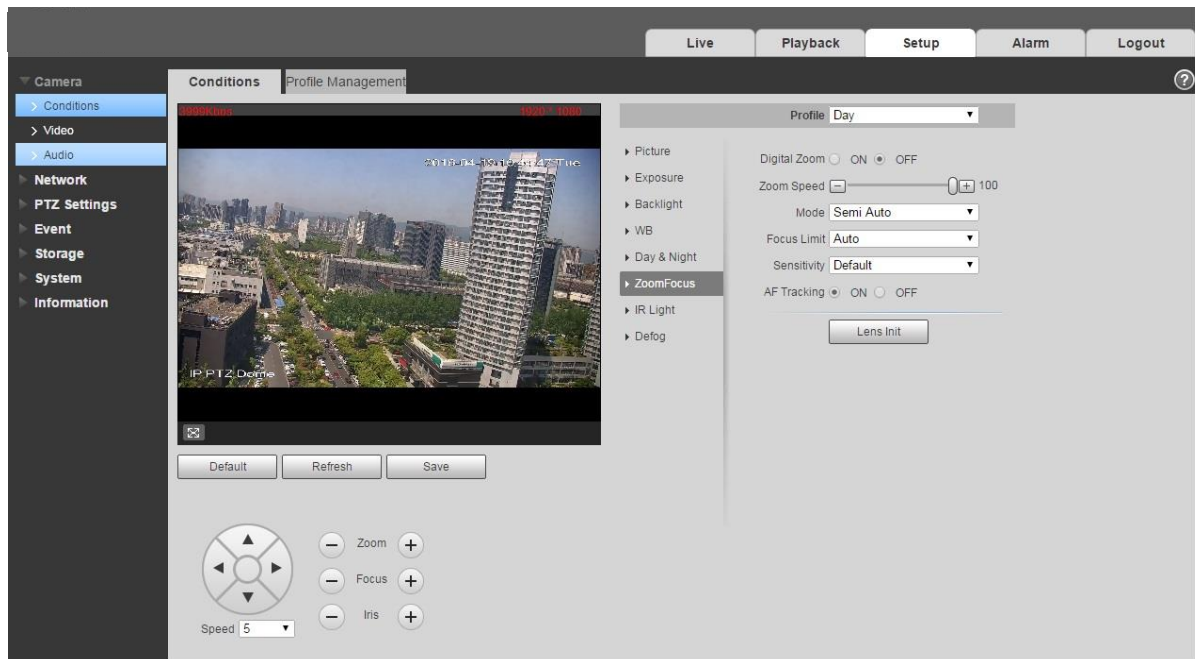 Live
Playback
Setup
Alarm
Logout
Camera
Conditions
Video
Audio
Network
PTZ Settings
Event
Storage
System
Information
Conditions
Profile Management
3999Kbps
1920 * 1080
IP PTZ Dome
Default
Refresh
Save
Zoom
Focus
Iris
Speed 5
Profile Day
Picture
Exposure
Backlight
WB
Day & Night
ZoomFocus
IR Light
Defog
Digital Zoom ON OFF
Zoom Speed 100
Mode Semi Auto
Focus Limit Auto
Sensitivity Default
AF Tracking ON OFF
Lens Init